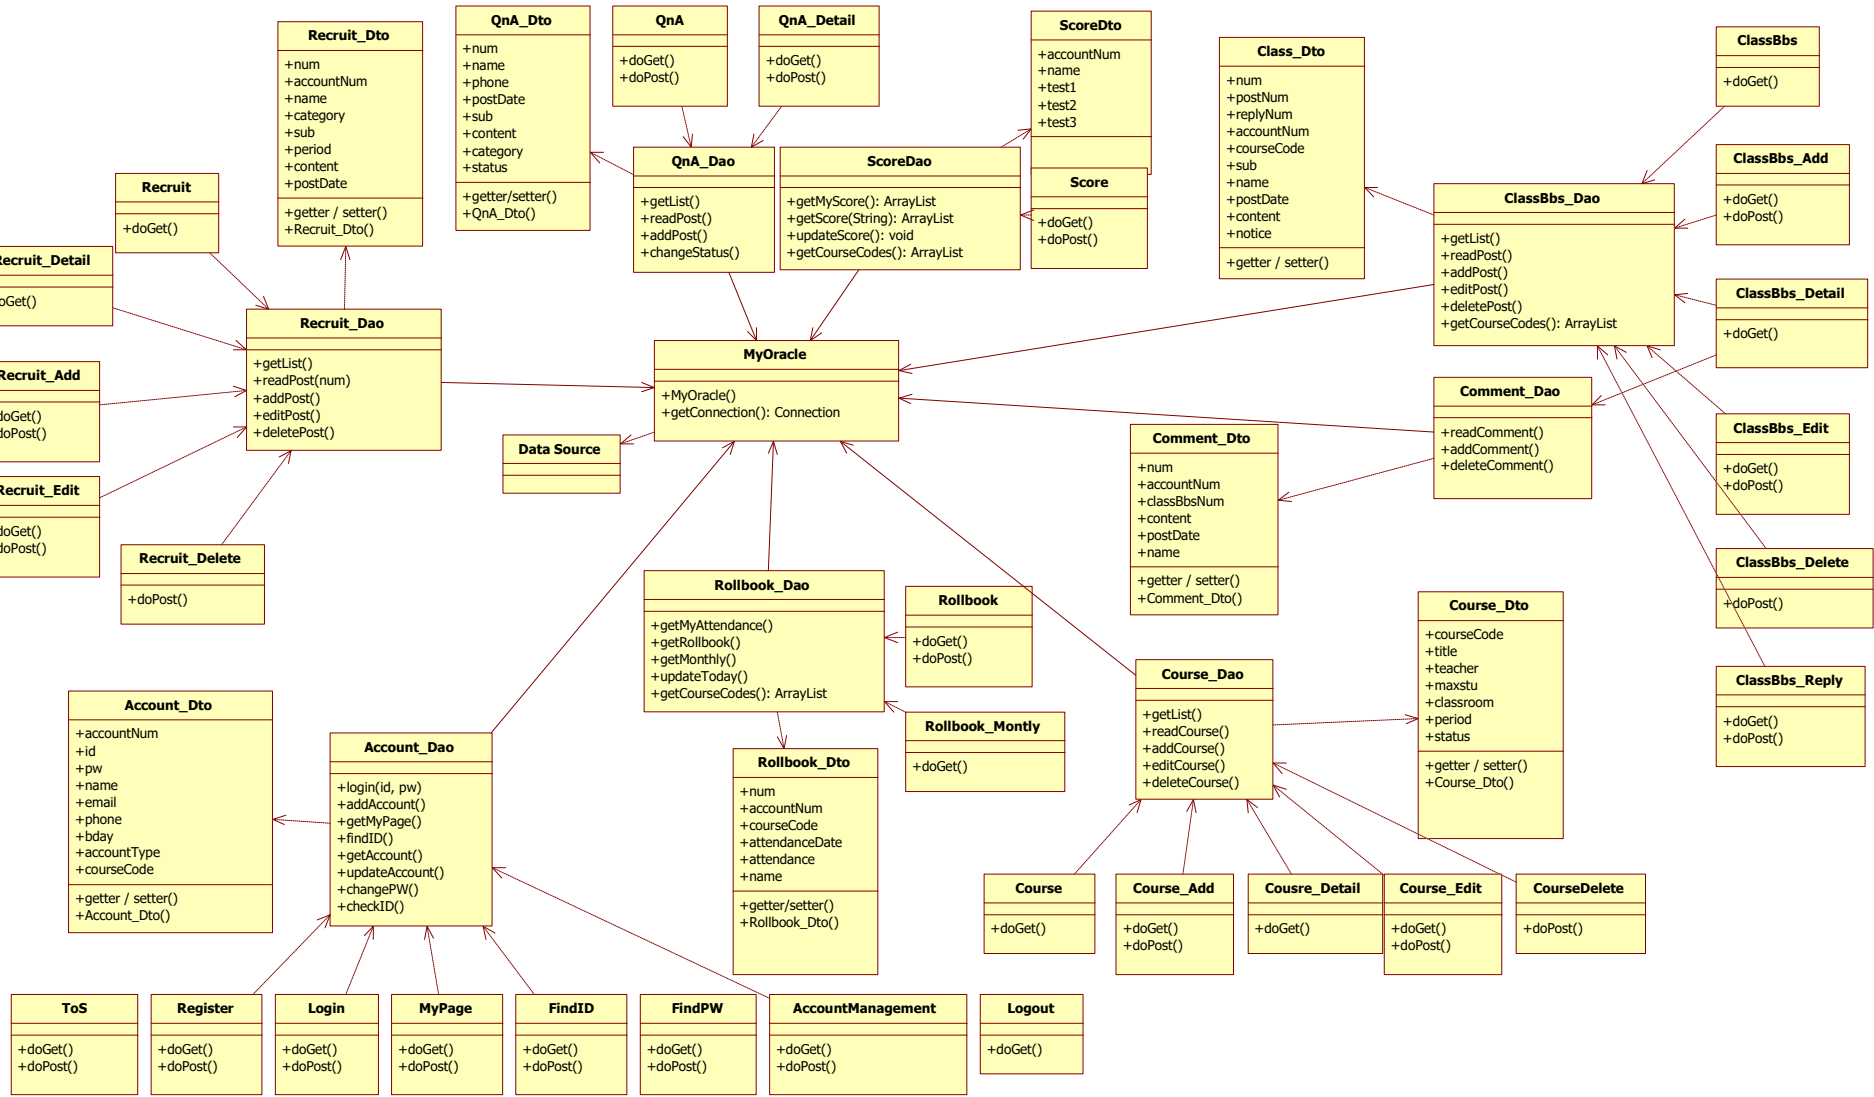 Recruit_Dto
+num
+accountNum
+name
+category
+sub
+period
+content
+postDate
+getter / setter()
+Recruit_Dto()
QnA_Dto
+num
+name
+phone
+postDate
+sub
+content
+category
+status
+getter/setter()
+QnA_Dto()
QnA
+doGet()
+doPost()
QnA_Detail
+doGet()
+doPost()
ScoreDto
+accountNum
+name
+test1
+test2
+test3
Class_Dto
+num
+postNum
+replyNum
+accountNum
+courseCode
+sub
+name
+postDate
+content
+notice
+getter / setter()
ClassBbs
+doGet()
ClassBbs_Add
+doGet()
+doPost()
Recruit
+doGet()
QnA_Dao
+getList()
+readPost()
+addPost()
+changeStatus()
ScoreDao
+getMyScore(): ArrayList
+getScore(String): ArrayList
+updateScore(): void
+getCourseCodes(): ArrayList
Score
+doGet()
+doPost()
ClassBbs_Dao
+getList()
+readPost()
+addPost()
+editPost()
+deletePost()
+getCourseCodes(): ArrayList
Recruit_Detail
doGet()
ClassBbs_Detail
+doGet()
Recruit_Dao
+getList()
+readPost(num)
+addPost()
+editPost()
+deletePost()
MyOracle
+MyOracle()
+getConnection(): Connection
Recruit_Add
doGet()
doPost()
Comment_Dao
+readComment()
+addComment()
+deleteComment()
ClassBbs_Edit
+doGet()
+doPost()
Data Source
Comment_Dto
+num
+accountNum
+classBbsNum
+content
+postDate
+name
+getter / setter()
+Comment_Dto()
Recruit_Edit
doGet()
doPost()
Recruit_Delete
+doPost()
ClassBbs_Delete
+doPost()
Rollbook_Dao
+getMyAttendance()
+getRollbook()
+getMonthly()
+updateToday()
+getCourseCodes(): ArrayList
Rollbook
+doGet()
+doPost()
Course_Dto
+courseCode
+title
+teacher
+maxstu
+classroom
+period
+status
+getter / setter()
+Course_Dto()
Course_Dao
+getList()
+readCourse()
+addCourse()
+editCourse()
+deleteCourse()
ClassBbs_Reply
+doGet()
+doPost()
Account_Dto
+accountNum
+id
+pw
+name
+email
+phone
+bday
+accountType
+courseCode
+getter / setter()
+Account_Dto()
Rollbook_Montly
+doGet()
Account_Dao
+login(id, pw)
+addAccount()
+getMyPage()
+findID()
+getAccount()
+updateAccount()
+changePW()
+checkID()
Rollbook_Dto
+num
+accountNum
+courseCode
+attendanceDate
+attendance
+name
+getter/setter()
+Rollbook_Dto()
Course
+doGet()
Course_Add
+doGet()
+doPost()
Cousre_Detail
+doGet()
Course_Edit
+doGet()
+doPost()
CourseDelete
+doPost()
ToS
+doGet()
+doPost()
Register
+doGet()
+doPost()
Login
+doGet()
+doPost()
MyPage
+doGet()
+doPost()
FindID
+doGet()
+doPost()
FindPW
+doGet()
+doPost()
AccountManagement
+doGet()
+doPost()
Logout
+doGet()